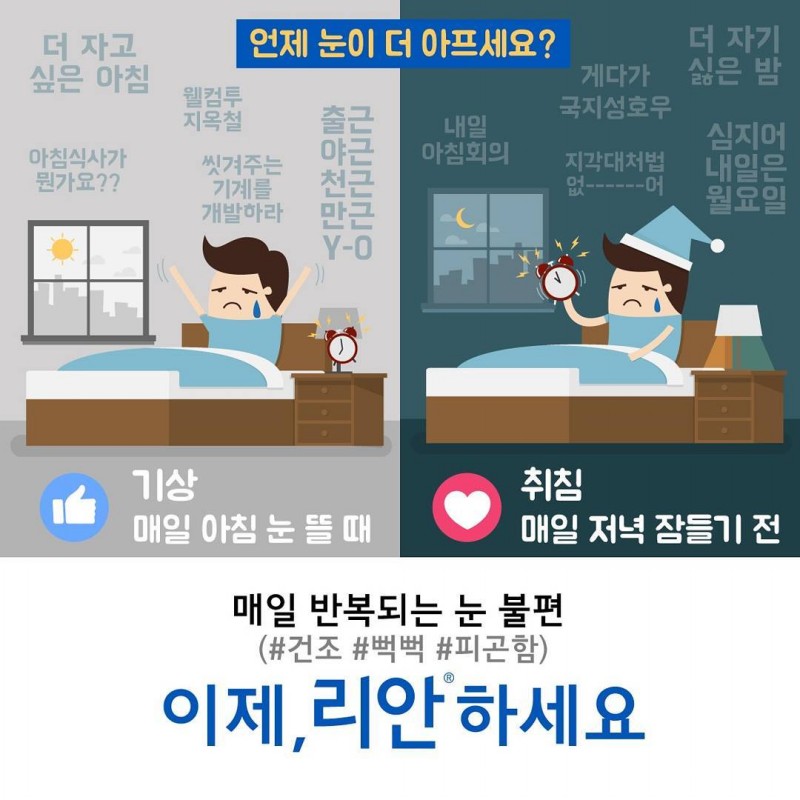 언제 눈이 더 아프세요?
더 자고
싶은 아침
웰컴투
지옥철
출근
야근
천근
만근
Y-O
아침식사가
뭔가요??
씻겨주는
기계를
개발하라
더 자기
싫은 밤
게다가
국지성호우
내일
아침회의
지각대처법
없------어
심지어
내일은
월요일
기상
매일 아침 눈 뜰 때
취침
매일 저녁 잠들기 전
매일 반복되는 눈 불편
(#건조 #뻑뻑 #피곤함)
이제, 리안® 하세요